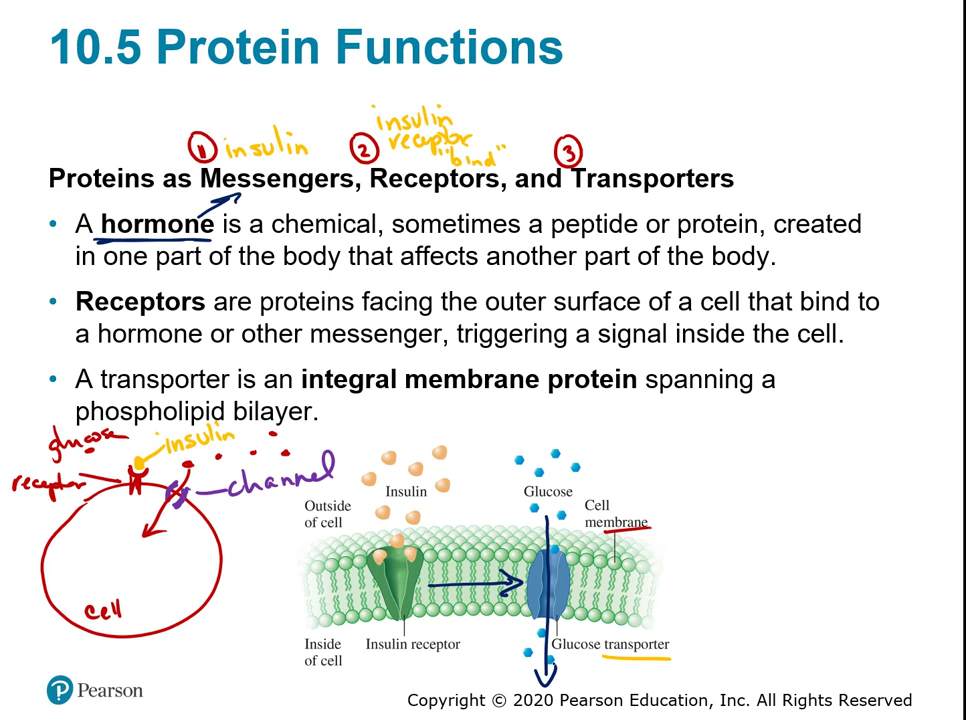 10.5 Protein Functions
insulin
receptor
"bind"
1 insulin 2 3
Proteins as Messengers, Receptors, and Transporters
• A hormone is a chemical, sometimes a peptide or protein, created
in one part of the body that affects another part of the body.
• Receptors are proteins facing the outer surface of a cell that bind to
a hormone or other messenger, triggering a signal inside the cell.
• A transporter is an integral membrane protein spanning a
phospholipid bilayer.
glucose
insulin
receptor
channel
cell
Insulin
Glucose
Outside
of cell
Cell
membrane
Inside
of cell
Insulin receptor
Glucose transporter
P Pearson
Copyright © 2020 Pearson Education, Inc. All Rights Reserved